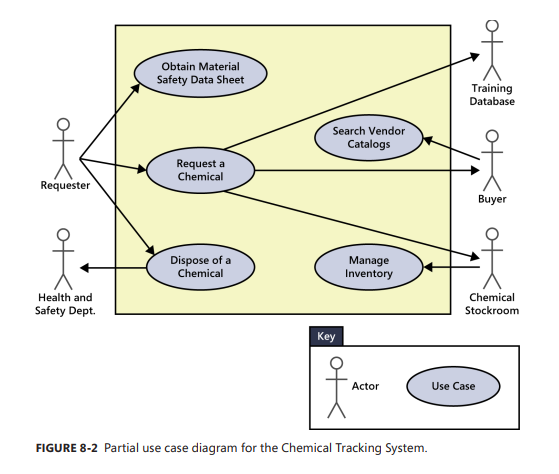 Obtain Material
Safety Data Sheet
Training
Database
Search Vendor
Catalogs
Request a
Chemical
Requester
Buyer
Dispose of a
Chemical
Manage
Inventory
Health and
Safety Dept.
Chemical
Stockroom
Key
Actor
Use Case
FIGURE 8-2 Partial use case diagram for the Chemical Tracking System.